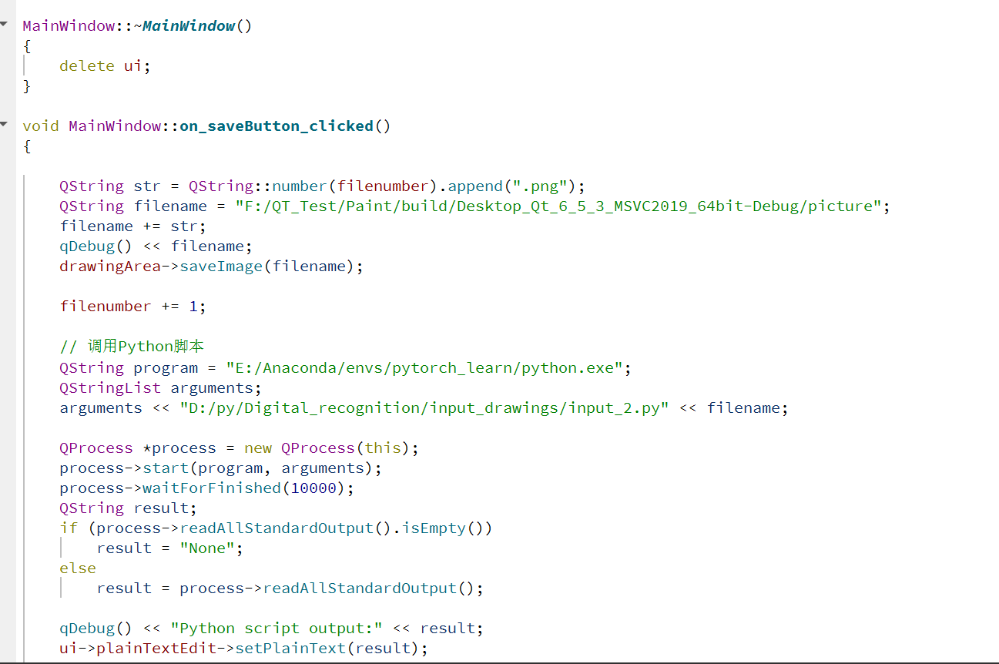 MainWindow::~MainWindow()
{
    delete ui;
}
void MainWindow::on_saveButton_clicked()
{
    QString str = QString::number(filenumber).append(".png");
    QString filename = "F:/QT_Test/Paint/build/Desktop_Qt_6_5_3_MSVC2019_64bit-Debug/picture";
    filename += str;
    qDebug() << filename;
    drawingArea->saveImage(filename);
    filenumber += 1;
    // 调用Python脚本
    QString program = "E:/Anaconda/envs/pytorch_learn/python.exe";
    QStringList arguments;
    arguments << "D:/py/Digital_recognition/input_drawings/input_2.py" << filename;
    QProcess *process = new QProcess(this);
    process->start(program, arguments);
    process->waitForFinished(10000);
    QString result;
    if (process->readAllStandardOutput().isEmpty())
        result = "None";
    else
        result = process->readAllStandardOutput();
    qDebug() << "Python script output:" << result;
    ui->plainTextEdit->setPlainText(result);